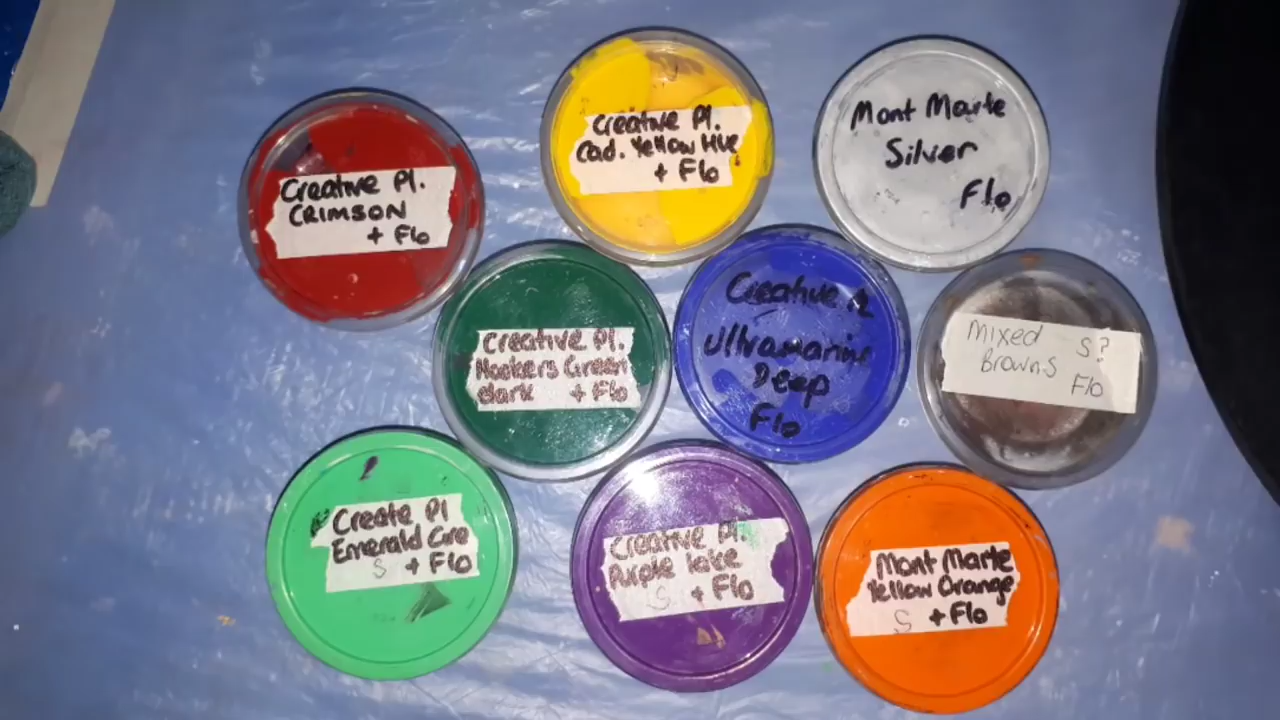 Creative Pl.
CRIMSON
+ Flo
Creative Pl.
Cad. Yellow Hue
+ Flo
Mont Marte
Silver
Flo
Creative Pl.
Hookers Green
dark + Flo
Creative Pl.
Ultramarine
Deep
Flo
Mixed S?
Browns
Flo
Create Pl
Emerald Gre
S + Flo
Creative Pl.
Purple lake
S + Flo
Mont Marte
Yellow Orange
S + Flo